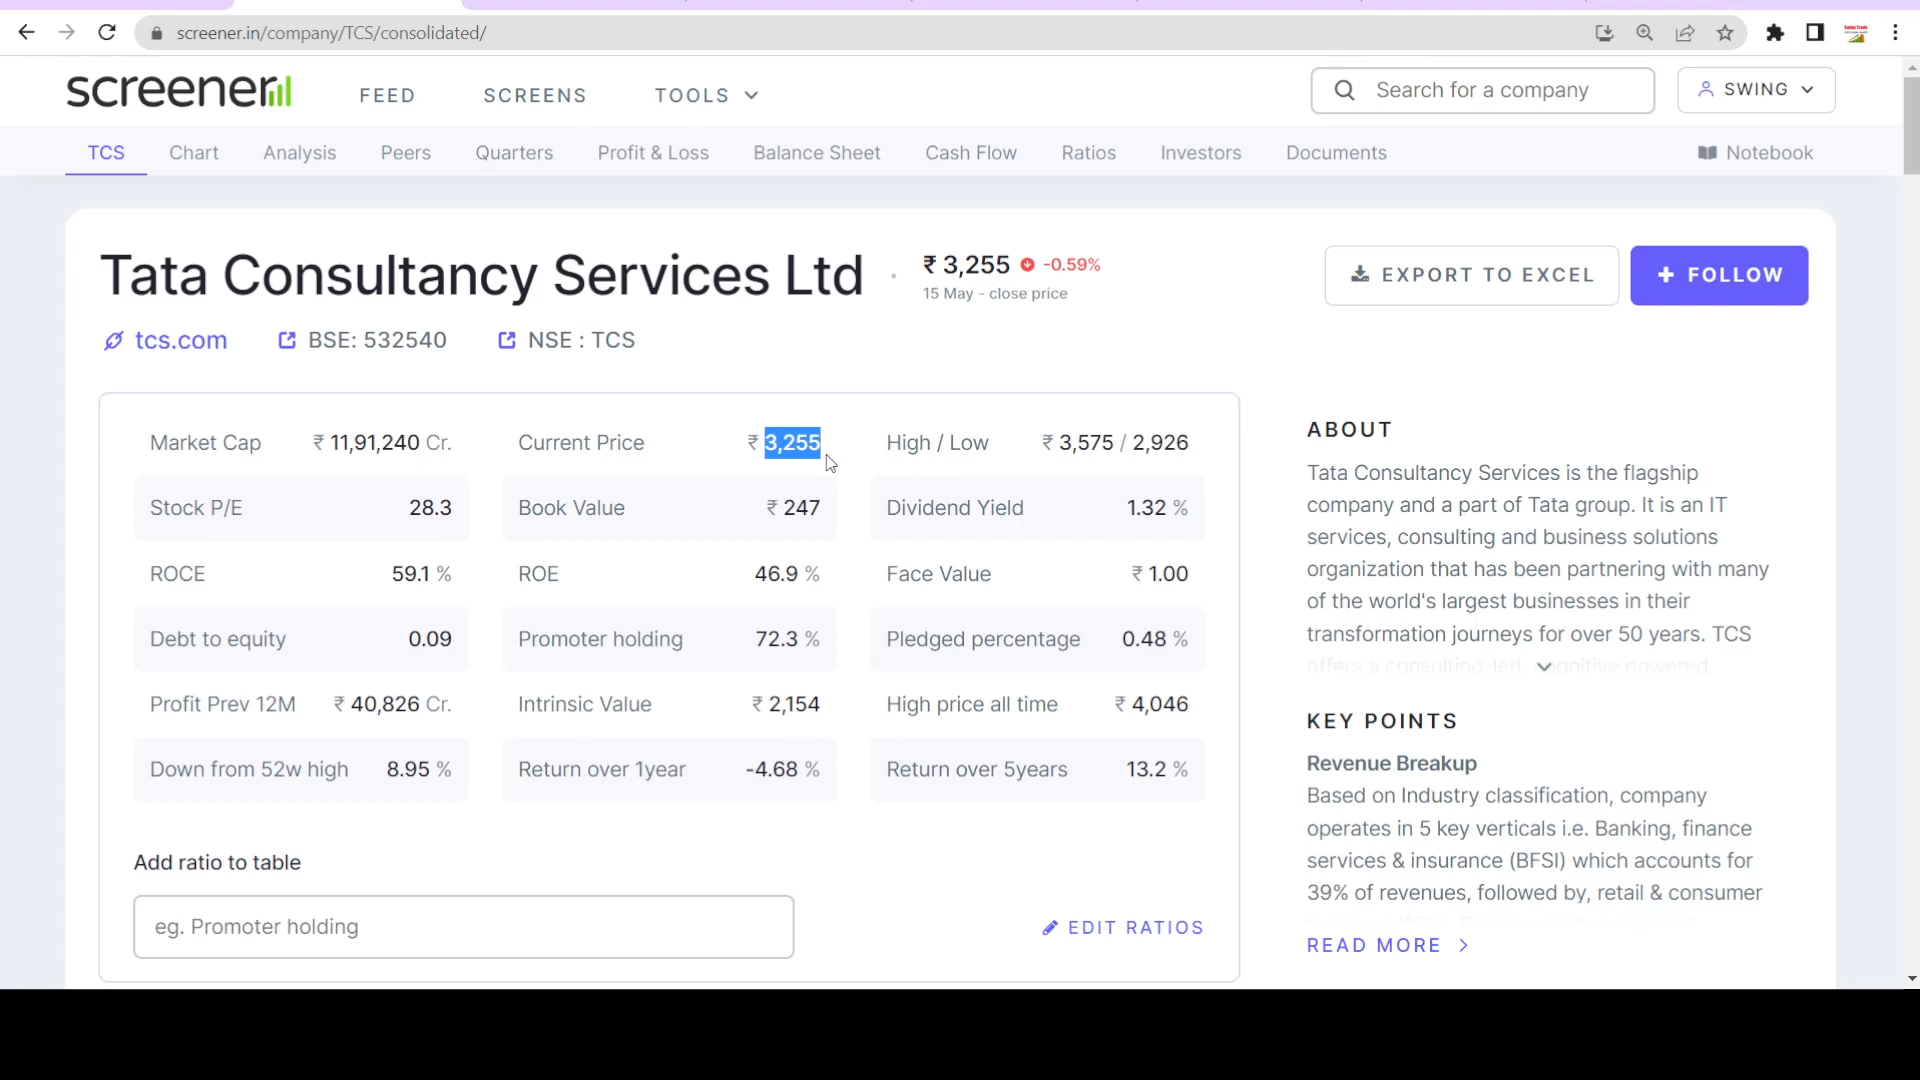 screener.in/company/TCS/consolidated/
screener
FEED SCREENS TOOLS
Search for a company
SWING
TCS Chart Analysis Peers Quarters Profit & Loss Balance Sheet Cash Flow Ratios Investors Documents Notebook
Tata Consultancy Services Ltd
₹ 3,255 -0.59%
15 May - close price
EXPORT TO EXCEL
+ FOLLOW
tcs.com BSE: 532540 NSE : TCS
Market Cap ₹ 11,91,240 Cr. Current Price ₹ 3,255 High / Low ₹ 3,575 / 2,926
Stock P/E 28.3 Book Value ₹ 247 Dividend Yield 1.32 %
ROCE 59.1 % ROE 46.9 % Face Value ₹ 1.00
Debt to equity 0.09 Promoter holding 72.3 % Pledged percentage 0.48 %
Profit Prev 12M ₹ 40,826 Cr. Intrinsic Value ₹ 2,154 High price all time ₹ 4,046
Down from 52w high 8.95 % Return over 1year -4.68 % Return over 5years 13.2 %
Add ratio to table
eg. Promoter holding
EDIT RATIOS
ABOUT
Tata Consultancy Services is the flagship
company and a part of Tata group. It is an IT
services, consulting and business solutions
organization that has been partnering with many
of the world's largest businesses in their
transformation journeys for over 50 years. TCS
offers a consulting-led, cognitive powered
KEY POINTS
Revenue Breakup
Based on Industry classification, company
operates in 5 key verticals i.e. Banking, finance
services & insurance (BFSI) which accounts for
39% of revenues, followed by, retail & consumer
READ MORE